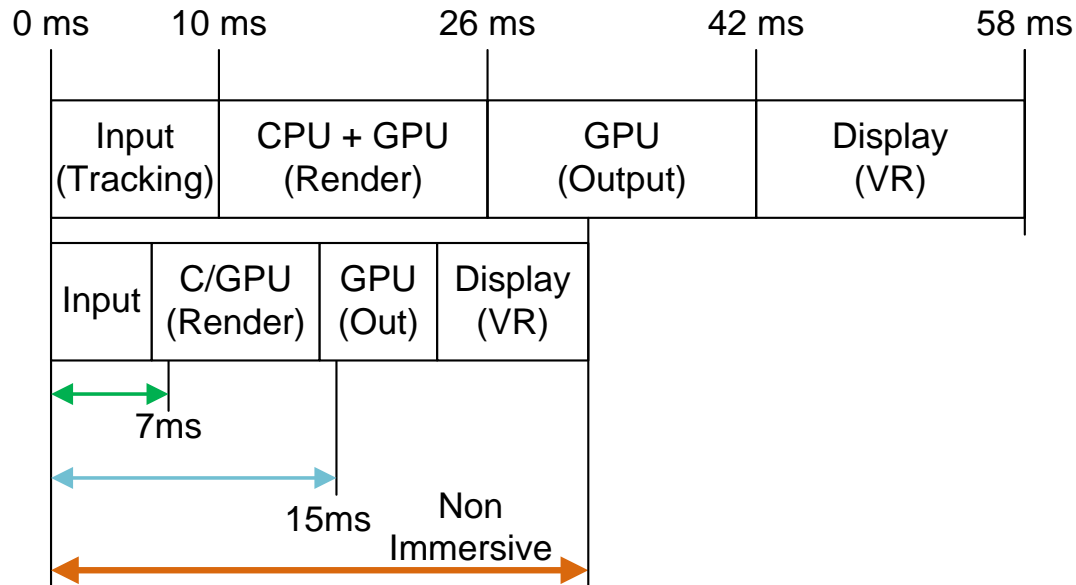 0 ms 10 ms 26 ms 42 ms 58 ms
Input
(Tracking)
CPU + GPU
(Render)
GPU
(Output)
Display
(VR)
Input
C/GPU
(Render)
GPU
(Out)
Display
(VR)
7ms
15ms
Non
Immersive